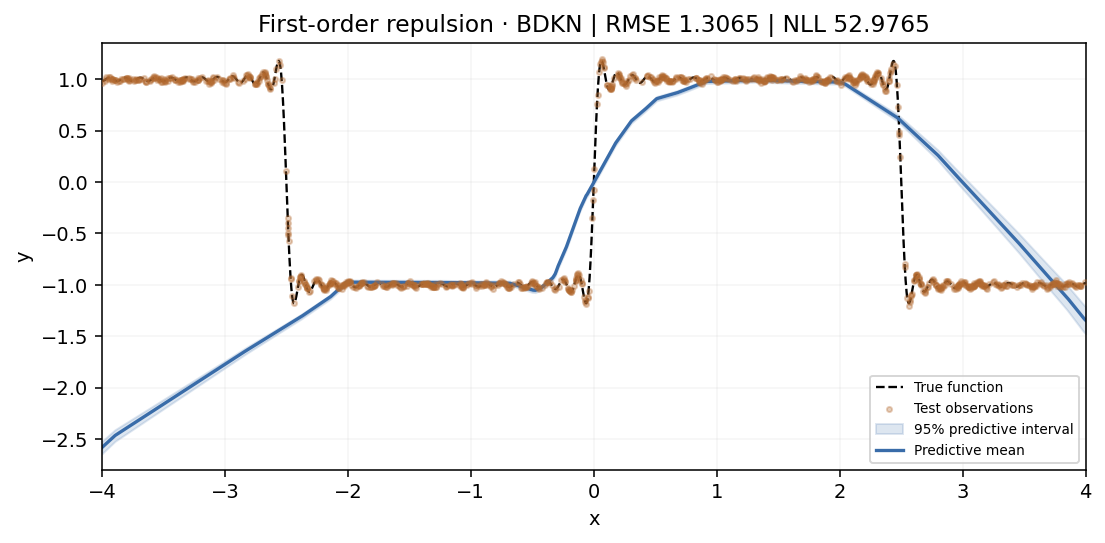 First-order repulsion · BDKN | RMSE 1.3065 | NLL 52.9765
1.0
0.5
0.0
−0.5
−1.0
−1.5
−2.0
−2.5
y
−4
−3
−2
−1
0
1
2
3
4
x
True function
Test observations
95% predictive interval
Predictive mean